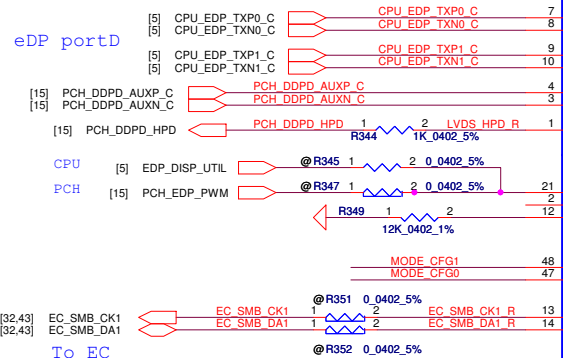 [5] CPU_EDP_TXP0_C CPU_EDP_TXP0_C 7
[5] CPU_EDP_TXN0_C CPU_EDP_TXN0_C 8
eDP portD
[5] CPU_EDP_TXP1_C CPU_EDP_TXP1_C 9
[5] CPU_EDP_TXN1_C CPU_EDP_TXN1_C 10
[15] PCH_DDPD_AUXP_C PCH_DDPD_AUXP_C 4
[15] PCH_DDPD_AUXN_C PCH_DDPD_AUXN_C 3
[15] PCH_DDPD_HPD PCH_DDPD_HPD 1 2 LVDS_HPD_R 1
R344 1K_0402_5%
CPU [5] EDP_DISP_UTIL @ R345 1 2 0_0402_5%
PCH [15] PCH_EDP_PWM @ R347 1 2 0_0402_5% 21
2
R349 1 2 12
12K_0402_1%
MODE_CFG1 48
MODE_CFG0 47
@ R351 0_0402_5%
[32,43] EC_SMB_CK1 EC_SMB_CK1 1 2 EC_SMB_CK1_R 13
[32,43] EC_SMB_DA1 EC_SMB_DA1 1 2 EC_SMB_DA1_R 14
To EC @ R352 0_0402_5%